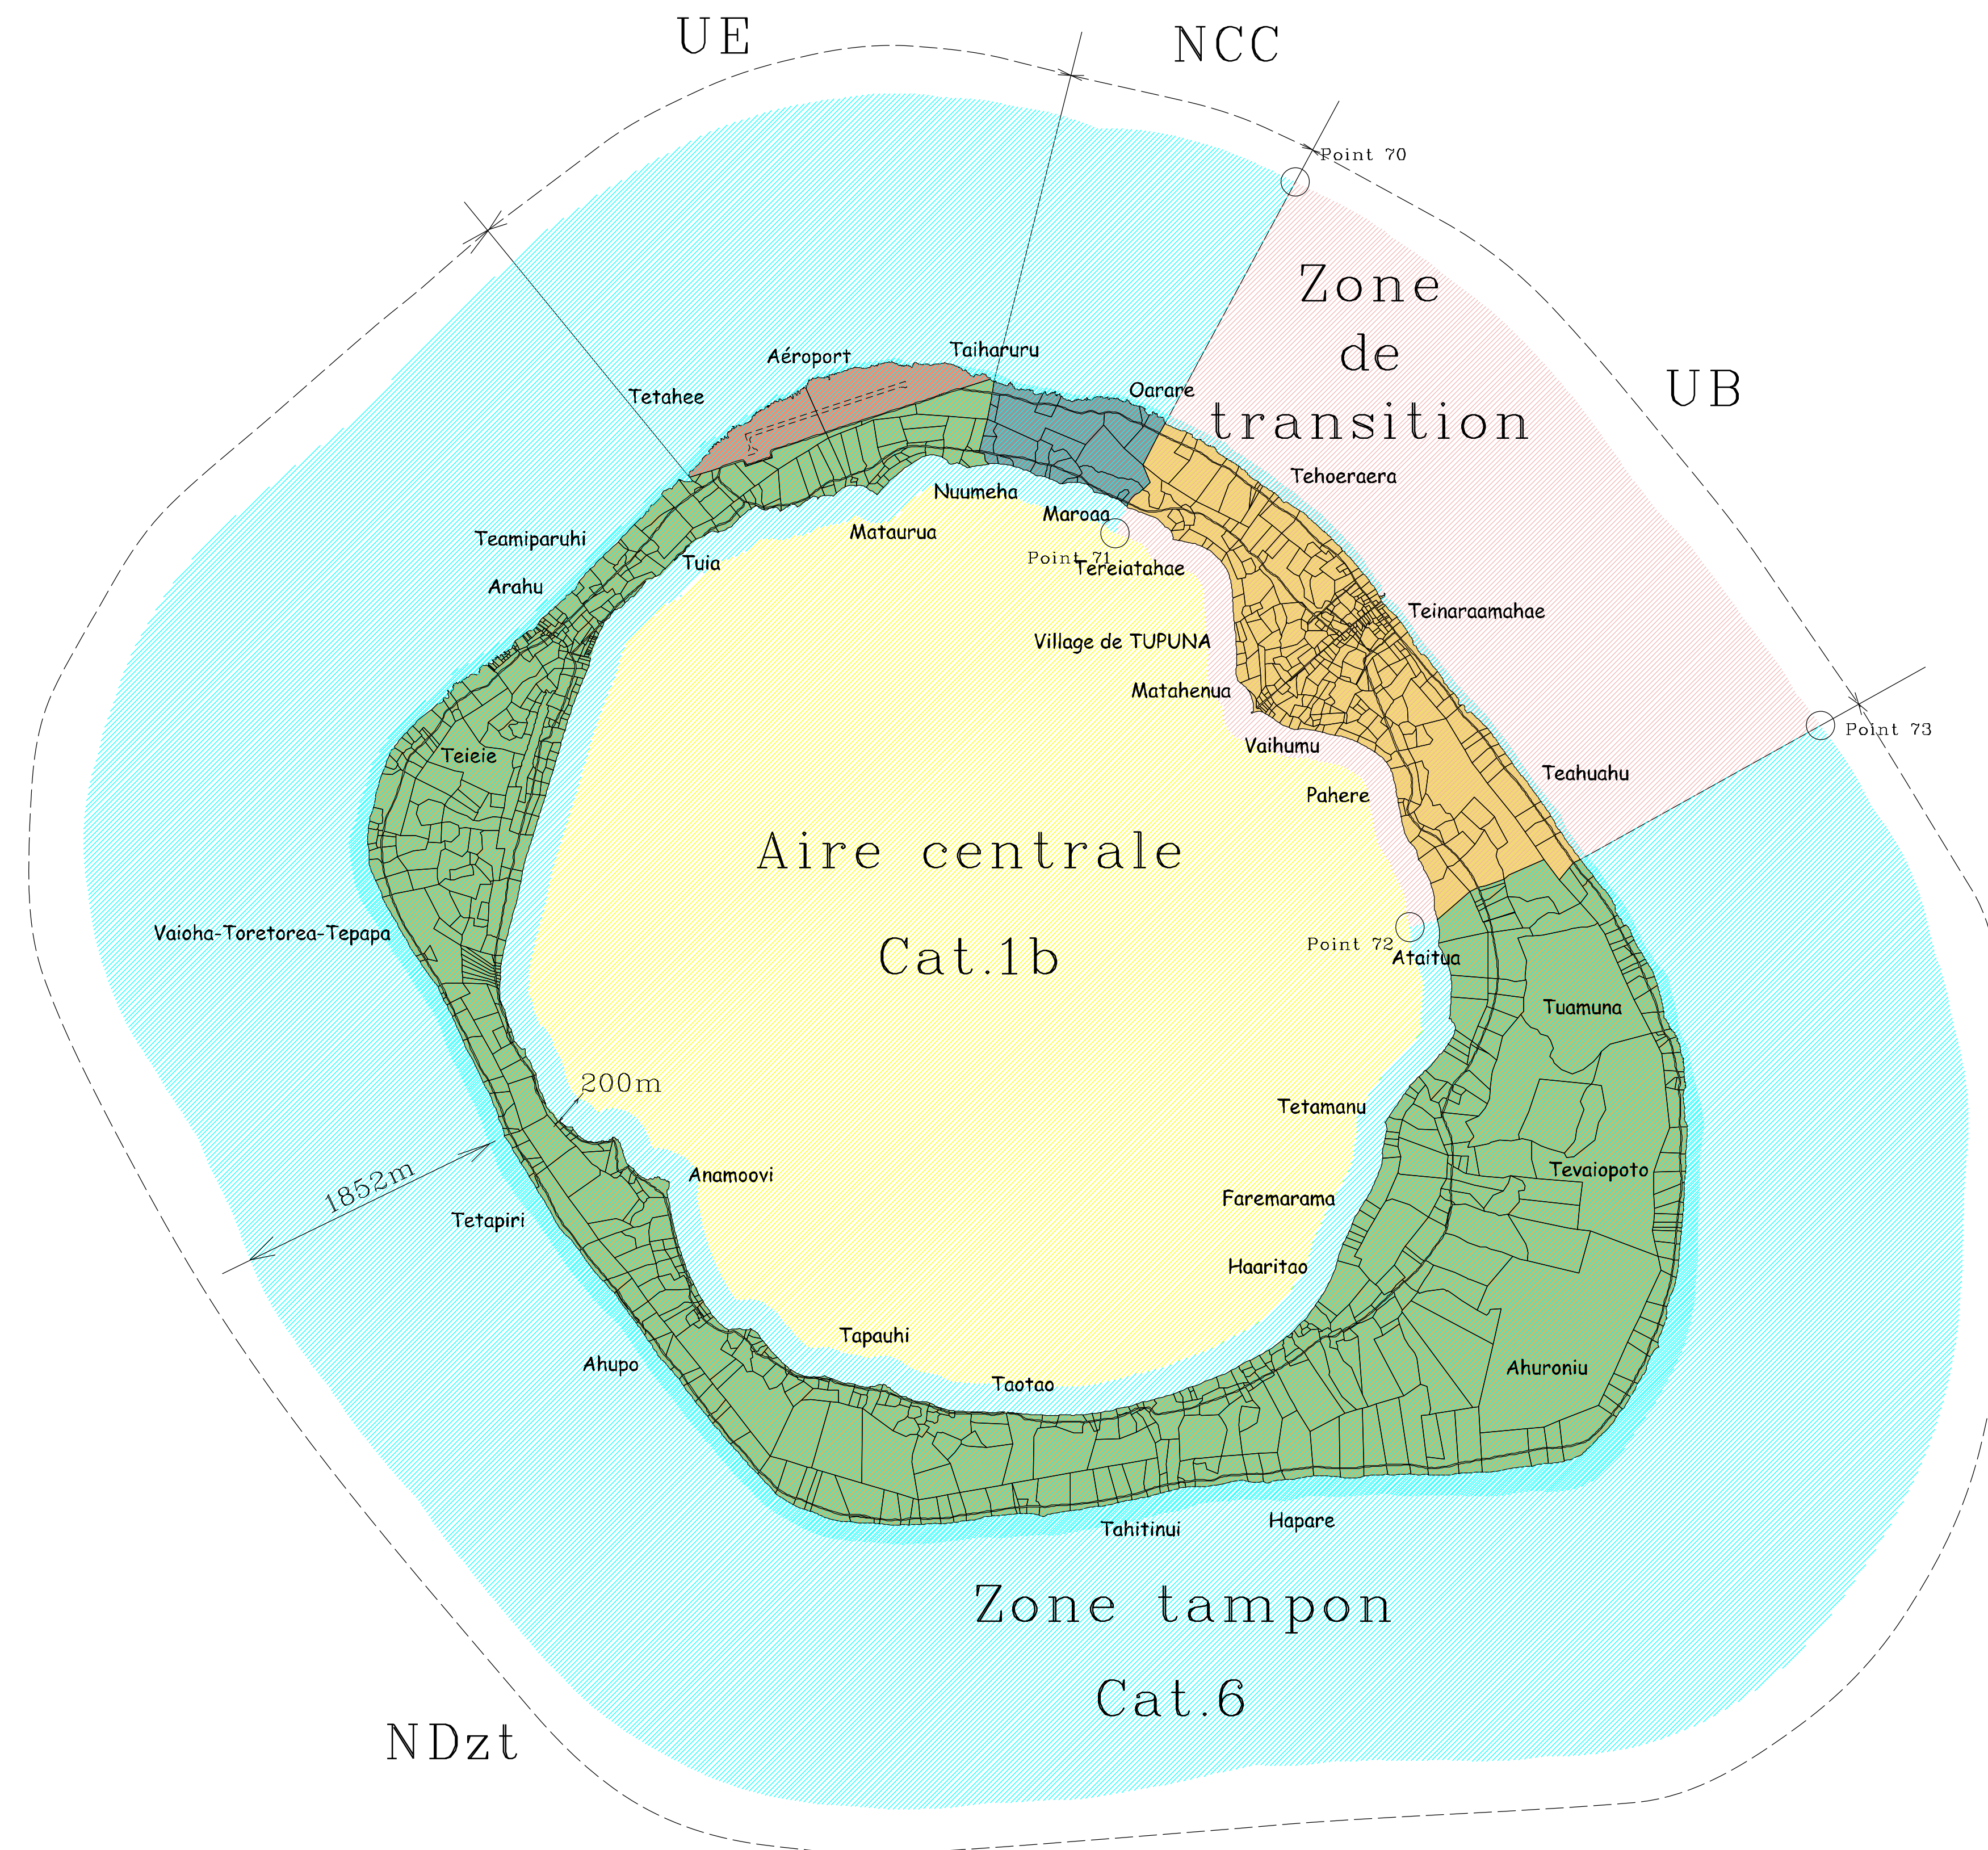 UE
NCC
Point 70
Zone
de
transition
UB
Aéroport
Taiharuru
Tetahee
Oarare
Tehoeraera
Nuumeha
Maroaa
Mataurua
Teamiparuhi
Point 71
Tuia
Tereiatahae
Arahu
Teinaraamahae
Village de TUPUNA
Matahenua
Point 73
Vaihumu
Teieie
Teahuahu
Pahere
Aire centrale
Cat.1b
Vaioha-Toretorea-Tepapa
Point 72
Ataitua
Tuamuna
200m
Tetamanu
Tevaiopoto
Anamoovi
1852m
Faremarama
Tetapiri
Haaritao
Tapauhi
Ahupo
Ahuroniu
Taotao
Hapare
Tahitinui
Zone tampon
Cat.6
NDzt